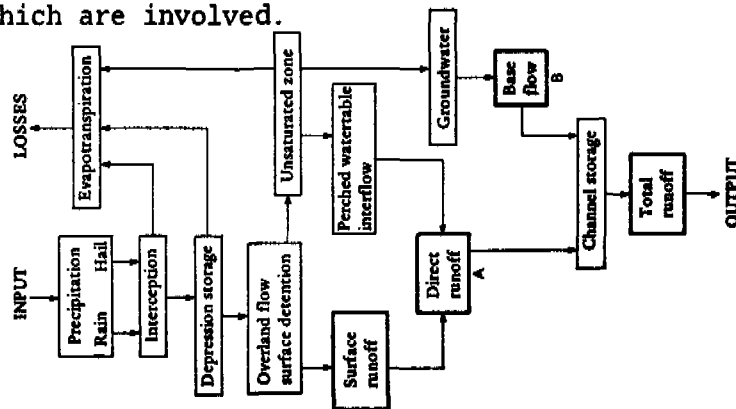 which are involved.
INPUT
Precipitation
Rain Hail
Interception
Depression storage
Overland flow
surface detention
Surface
runoff
LOSSES
Evapotranspiration
Unsaturated zone
Perched watertable
interflow
Direct
runoff
A
Groundwater
Base
flow
B
Channel storage
Total
runoff
OUTPUT